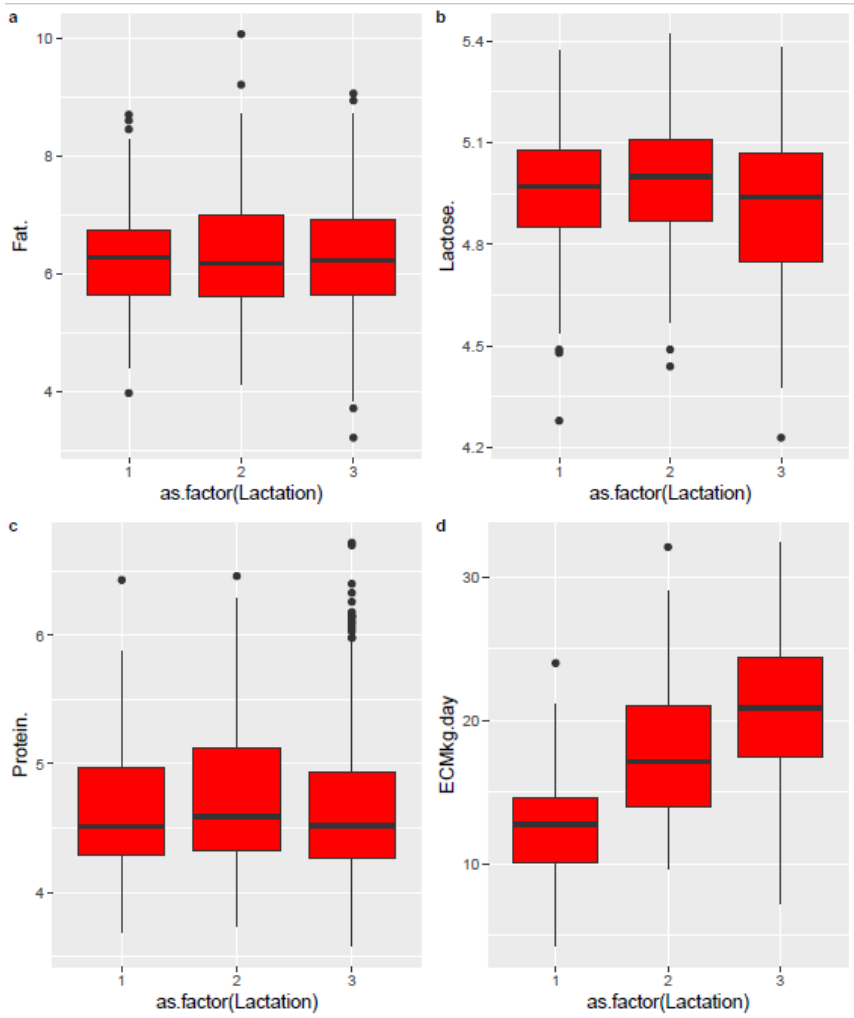 a
10
8
6
4
Fat.
1 2 3
as.factor(Lactation)
b
5.4
5.1
4.8
4.5
4.2
Lactose.
1 2 3
as.factor(Lactation)
c
6
5
4
Protein.
1 2 3
as.factor(Lactation)
d
30
20
10
ECMkg.day
1 2 3
as.factor(Lactation)